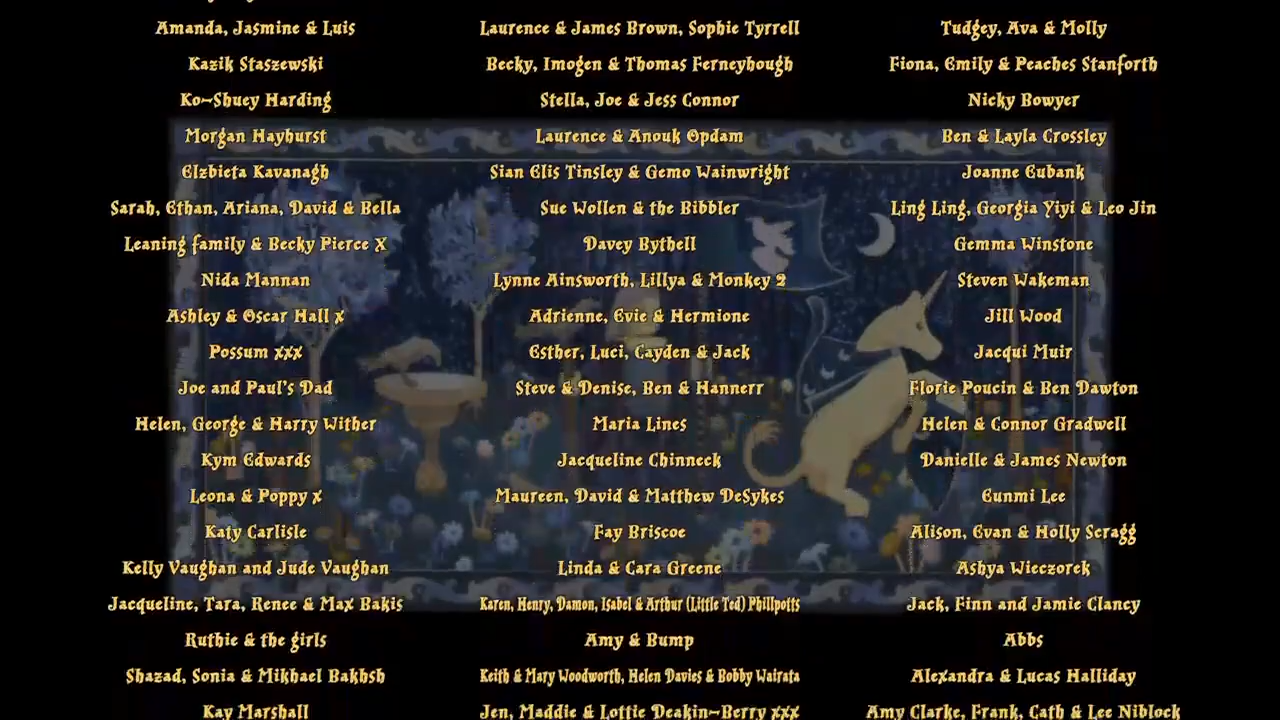 Amanda, Jasmine & Luis
Kazik Staszewski
Ko~Shuey Harding
Morgan Hayhurst
Elzbieta Kavanagh
Sarah, Ethan, Ariana, David & Bella
Leaning family & Becky Pierce X
Nida Mannan
Ashley & Oscar Hall x
Possum xxx
Joe and Paul's Dad
Helen, George & Harry Wither
Kym Edwards
Leona & Poppy x
Katy Carlisle
Kelly Vaughan and Jude Vaughan
Jacqueline, Tara, Renee & Max Bakis
Ruthie & the girls
Shazad, Sonia & Mikhael Bakhsh
Kay Marshall
Laurence & James Brown, Sophie Tyrrell
Becky, Imogen & Thomas Ferneyhough
Stella, Joe & Jess Connor
Laurence & Anouk Opdam
Sian Elis Tinsley & Gemo Wainwright
Sue Wollen & the Bibbler
Davey Bythell
Lynne Ainsworth, Lillya & Monkey 2
Adrienne, Evie & Hermione
Esther, Luci, Cayden & Jack
Steve & Denise, Ben & Hannerr
Maria Lines
Jacqueline Chinneck
Maureen, David & Matthew DeSykes
Fay Briscoe
Linda & Cara Greene
Karen, Henry, Damon, Isabel & Arthur (Little Ted) Phillpotts
Amy & Bump
Keith & Mary Woodworth, Helen Davies & Bobby Wairata
Jen, Maddie & Lottie Deakin~Berry xxx
Tudgey, Ava & Molly
Fiona, Emily & Peaches Stanforth
Nicky Bowyer
Ben & Layla Crossley
Joanne Eubank
Ling Ling, Georgia Yiyi & Leo Jin
Gemma Winstone
Steven Wakeman
Jill Wood
Jacqui Muir
Florie Poucin & Ben Dawton
Helen & Connor Gradwell
Danielle & James Newton
Eunmi Lee
Alison, Evan & Holly Scragg
Ashya Wieczorek
Jack, Finn and Jamie Clancy
Abbs
Alexandra & Lucas Halliday
Amy Clarke, Frank, Cath & Lee Niblock